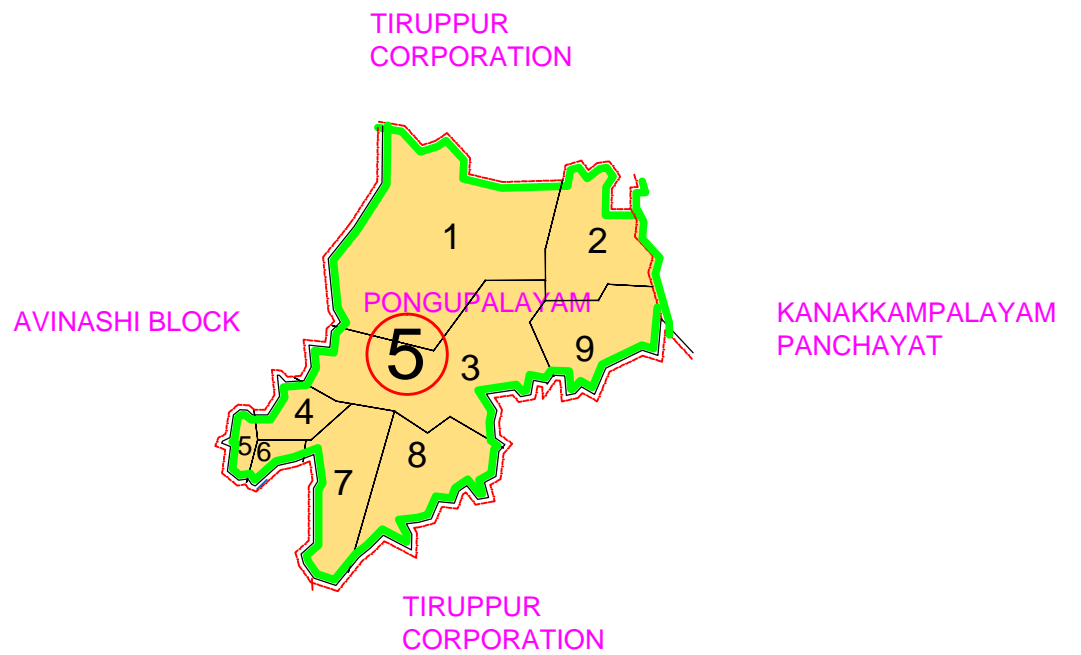 TIRUPPUR
CORPORATION
1
2
PONGUPALAYAM
AVINASHI BLOCK
KANAKKAMPALAYAM
PANCHAYAT
5
3
9
4
5
6
8
7
TIRUPPUR
CORPORATION